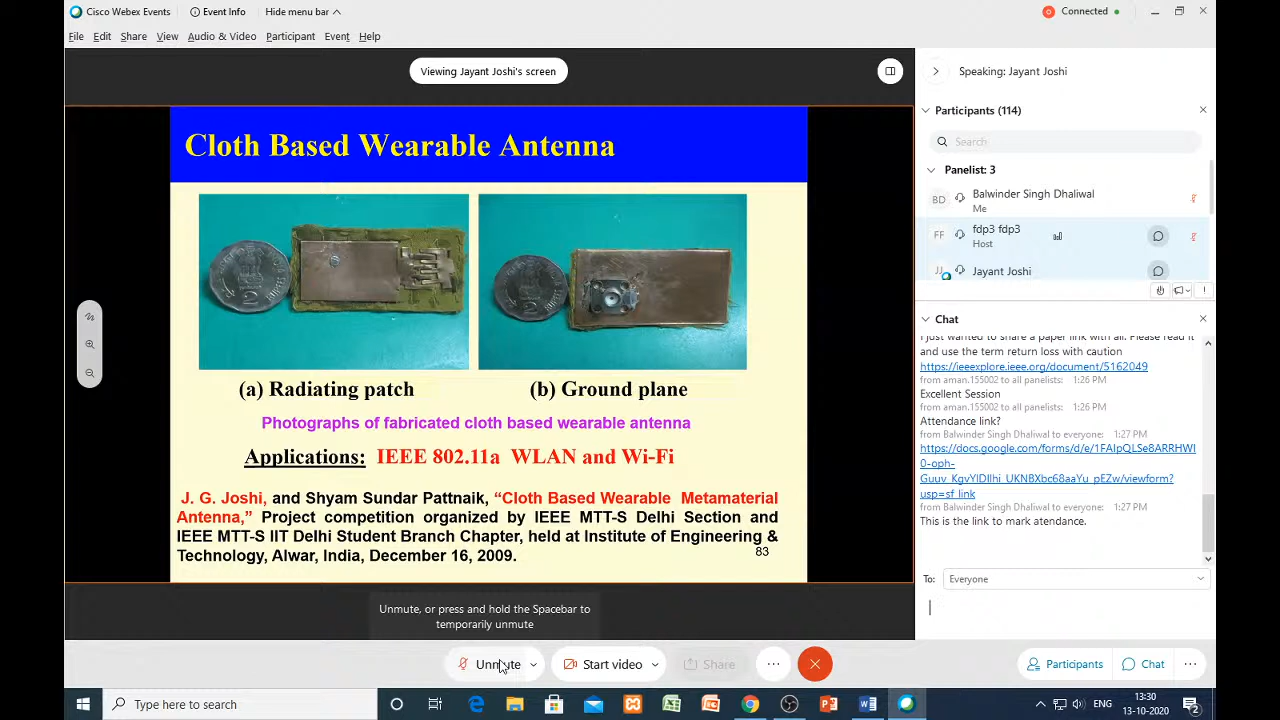 Cisco Webex Events
Event Info
Hide menu bar
Connected
File Edit Share View Audio & Video Participant Event Help
Viewing Jayant Joshi's screen
Speaking: Jayant Joshi
Cloth Based Wearable Antenna
(a) Radiating patch
(b) Ground plane
Photographs of fabricated cloth based wearable antenna
Applications: IEEE 802.11a WLAN and Wi-Fi
J. G. Joshi, and Shyam Sundar Pattnaik, “Cloth Based Wearable Metamaterial
Antenna,” Project competition organized by IEEE MTT-S Delhi Section and
IEEE MTT-S IIT Delhi Student Branch Chapter, held at Institute of Engineering &
Technology, Alwar, India, December 16, 2009.
83
Participants (114)
Search
Panelist: 3
BD
Balwinder Singh Dhaliwal
Me
FF
fdp3 fdp3
Host
JJ
Jayant Joshi
Chat
I just wanted to share a paper link with all. Please read it
and use the term return loss with caution
https://ieeexplore.ieee.org/document/5162049
from aman.155002 to all panelists: 1:26 PM
Excellent Session
from aman.155002 to all panelists: 1:26 PM
Attendance link?
from Balwinder Singh Dhaliwal to everyone: 1:27 PM
https://docs.google.com/forms/d/e/1FAIpQLSe8ARRHWI
0-oph-
Guuv_KgvYIDIlhi_UKNBXbc68aaYu_pEZw/viewform?
usp=sf_link
from Balwinder Singh Dhaliwal to everyone: 1:27 PM
This is the link to mark atendance.
To: Everyone
Unmute, or press and hold the Spacebar to
temporarily unmute
Unmute
Start video
Share
Participants
Chat
Type here to search
ENG
13:30
13-10-2020
2